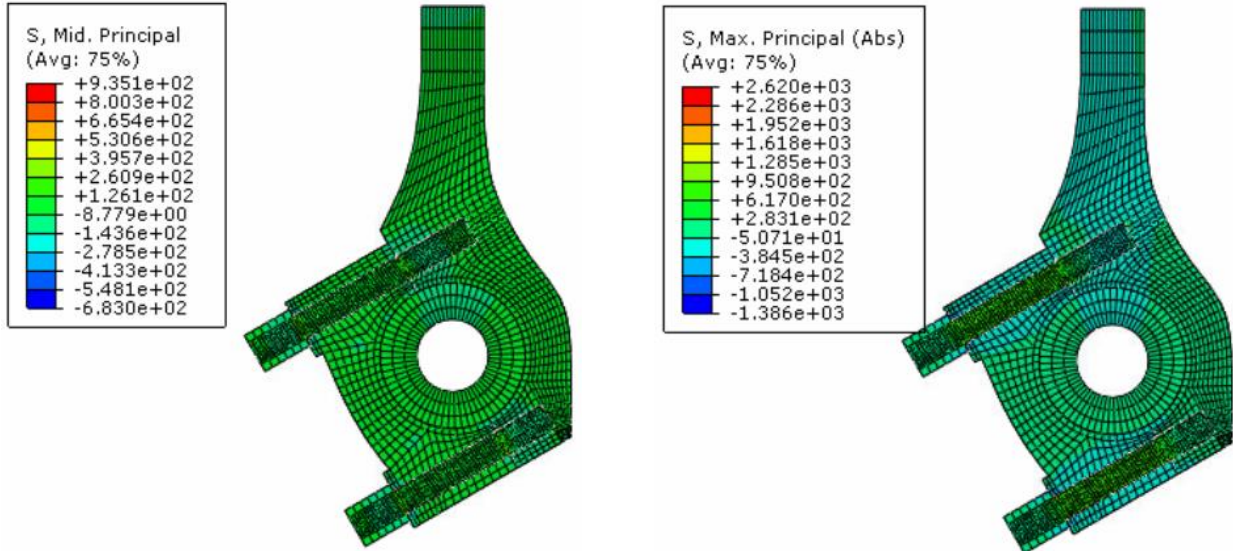 S, Mid. Principal
(Avg: 75%)
+9.351e+02
+8.003e+02
+6.654e+02
+5.306e+02
+3.957e+02
+2.609e+02
+1.261e+02
-8.779e+00
-1.436e+02
-2.785e+02
-4.133e+02
-5.481e+02
-6.830e+02
S, Max. Principal (Abs)
(Avg: 75%)
+2.620e+03
+2.286e+03
+1.952e+03
+1.618e+03
+1.285e+03
+9.508e+02
+6.170e+02
+2.831e+02
-5.071e+01
-3.845e+02
-7.184e+02
-1.052e+03
-1.386e+03